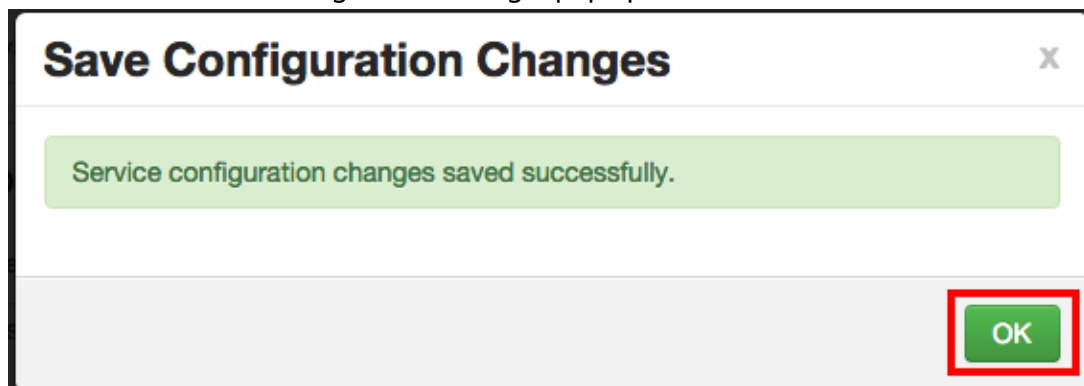 Save Configuration Changes
x
Service configuration changes saved successfully.
OK